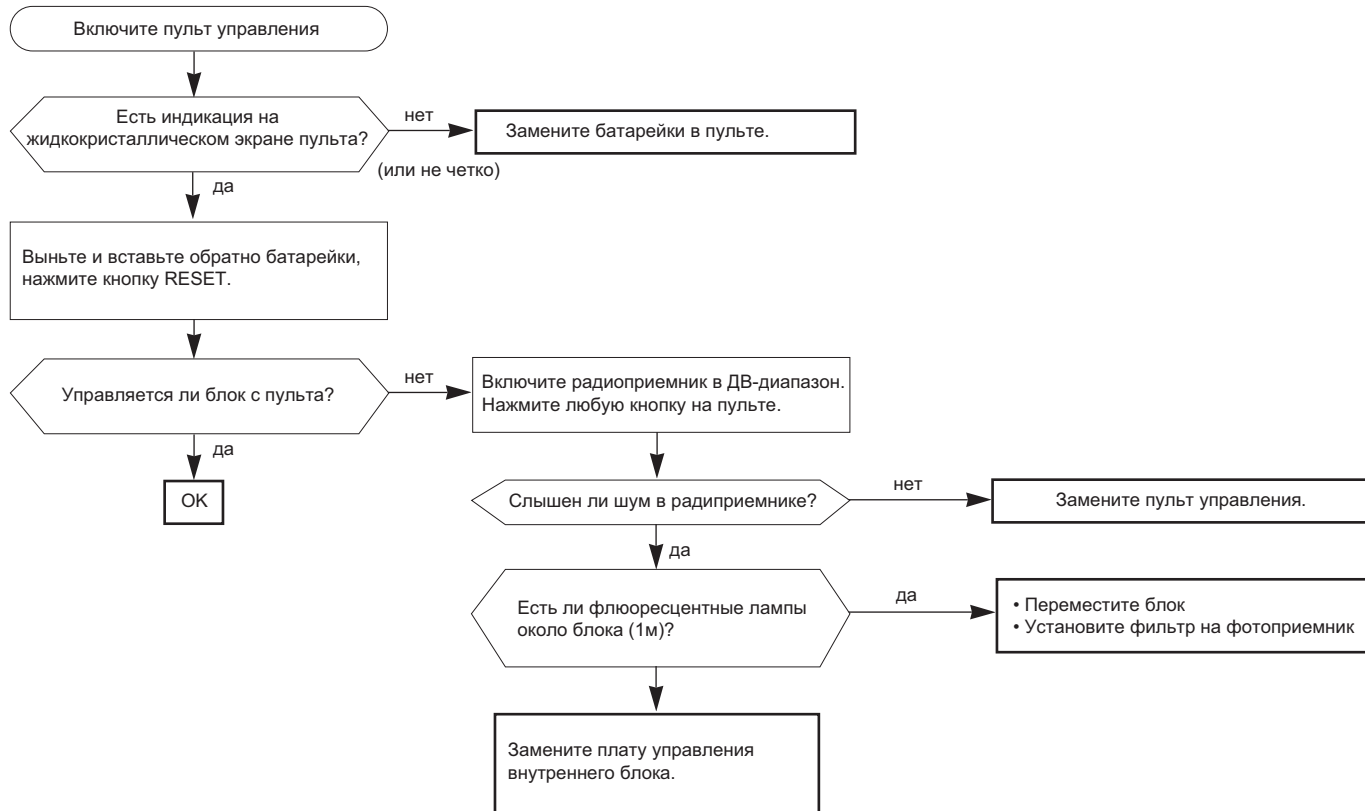 Включите пульт управления
Есть индикация на
жидкокристаллическом экране пульта?
нет
(или не четко)
Замените батарейки в пульте.
да
Выньте и вставьте обратно батарейки,
нажмите кнопку RESET.
Управляется ли блок с пульта?
нет
Включите радиоприемник в ДВ-диапазон.
Нажмите любую кнопку на пульте.
да
OK
Слышен ли шум в радиприемнике?
нет
Замените пульт управления.
да
Есть ли флюоресцентные лампы
около блока (1м)?
да
• Переместите блок
• Установите фильтр на фотоприемник
Замените плату управления
внутреннего блока.